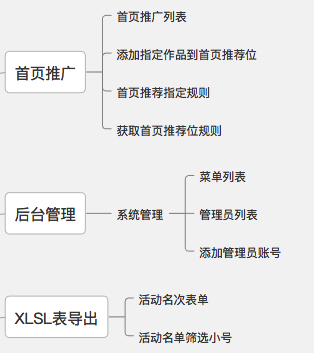 首页推广
首页推广列表
添加指定作品到首页推荐位
首页推荐指定规则
获取首页推荐位规则
后台管理
系统管理
菜单列表
管理员列表
添加管理员账号
XLSL表导出
活动名次表单
活动名单筛选小号